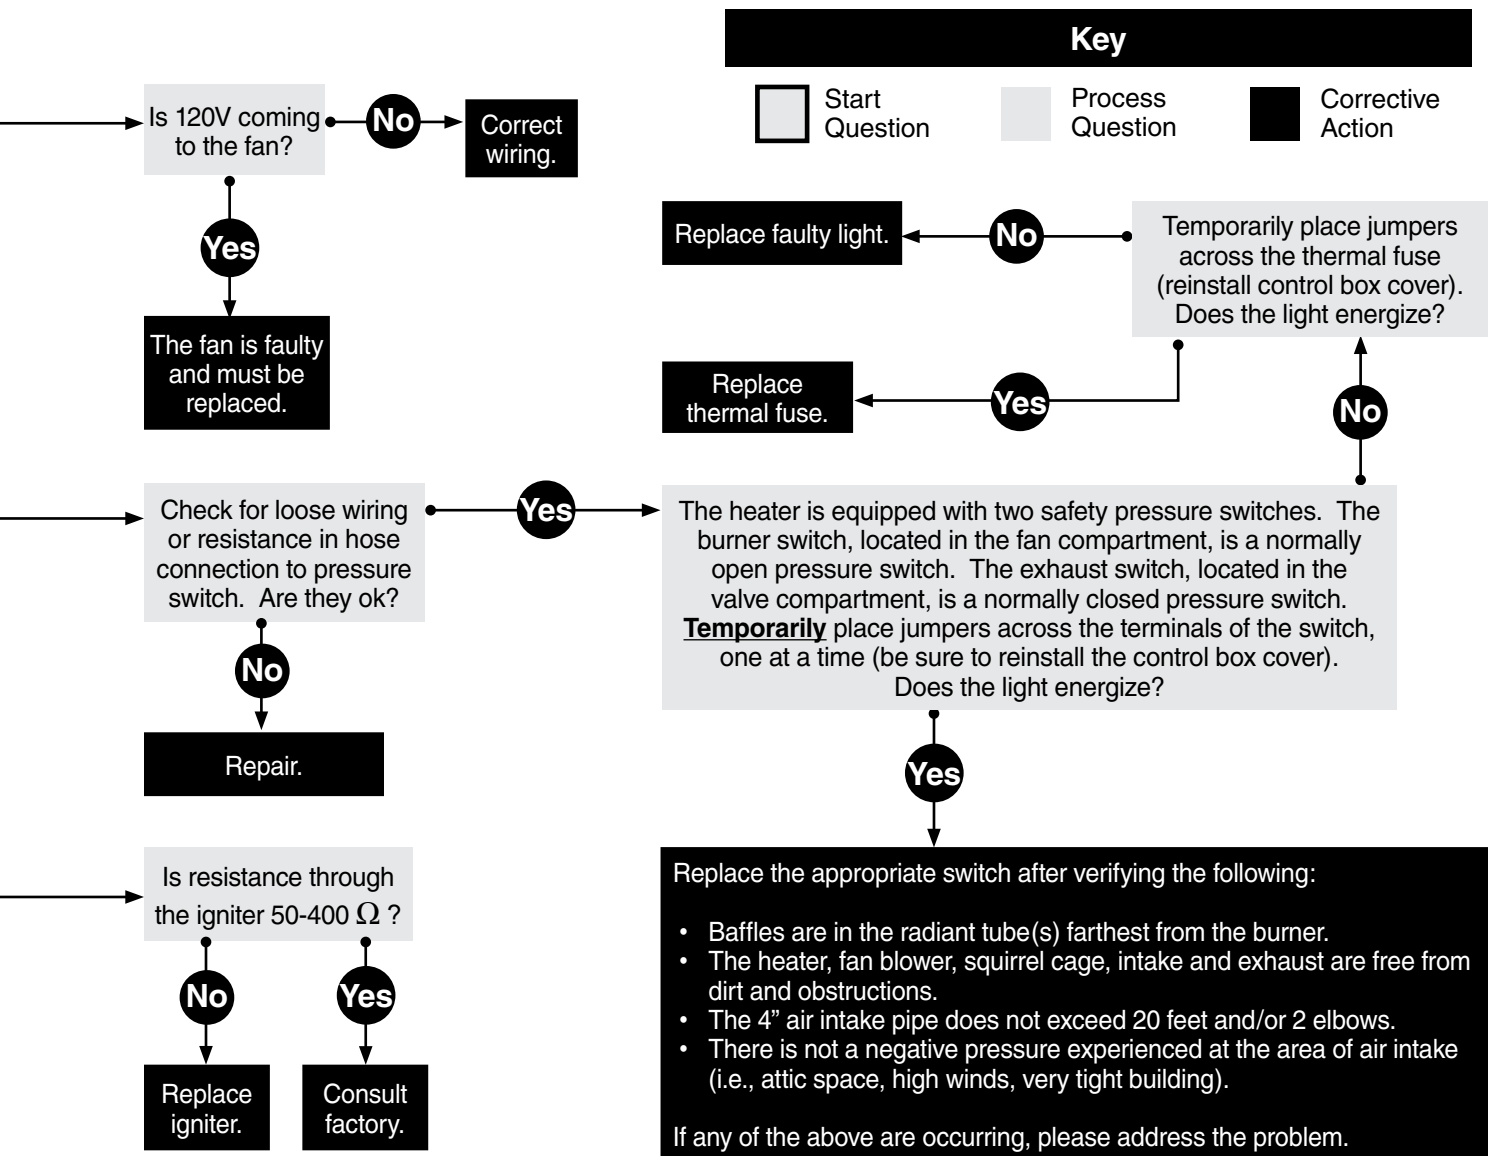 Key
Start
Question
Process
Question
Corrective
Action
Is 120V coming
to the fan?
No
Correct
wiring.
Yes
The fan is faulty
and must be
replaced.
Replace faulty light.
No
Temporarily place jumpers
across the thermal fuse
(reinstall control box cover).
Does the light energize?
Replace
thermal fuse.
Yes
No
Check for loose wiring
or resistance in hose
connection to pressure
switch.  Are they ok?
Yes
No
Repair.
The heater is equipped with two safety pressure switches.  The
burner switch, located in the fan compartment, is a normally
open pressure switch.  The exhaust switch, located in the
valve compartment, is a normally closed pressure switch.
Temporarily place jumpers across the terminals of the switch,
one at a time (be sure to reinstall the control box cover).
Does the light energize?
Yes
Is resistance through
the igniter 50-400 Ω ?
No
Yes
Replace
igniter.
Consult
factory.
Replace the appropriate switch after verifying the following:
• Baffles are in the radiant tube(s) farthest from the burner.
• The heater, fan blower, squirrel cage, intake and exhaust are free from
dirt and obstructions.
• The 4” air intake pipe does not exceed 20 feet and/or 2 elbows.
• There is not a negative pressure experienced at the area of air intake
(i.e., attic space, high winds, very tight building).
If any of the above are occurring, please address the problem.